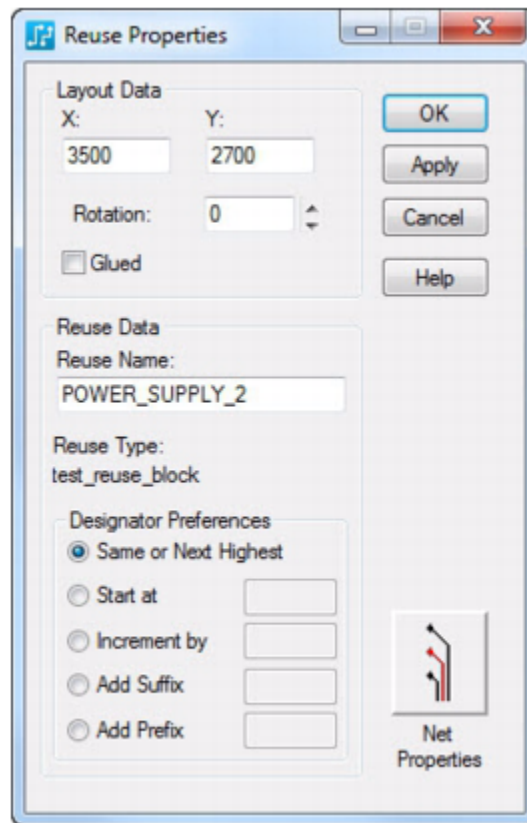 Reuse Properties
Layout Data
X: Y:
3500 2700
Rotation: 0
Glued
OK
Apply
Cancel
Help
Reuse Data
Reuse Name:
POWER_SUPPLY_2
Reuse Type:
test_reuse_block
Designator Preferences
Same or Next Highest
Start at
Increment by
Add Suffix
Add Prefix
Net
Properties